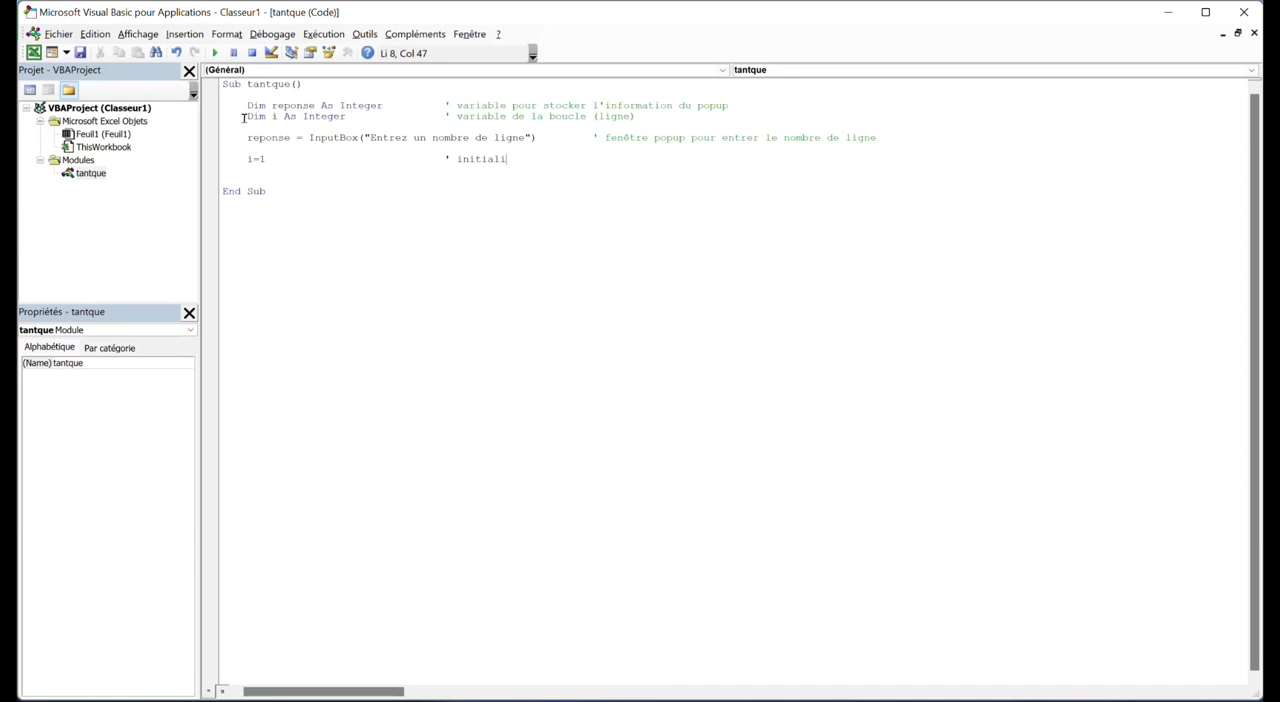 Microsoft Visual Basic pour Applications - Classeur1 - [tantque (Code)]
Fichier Edition Affichage Insertion Format Débogage Exécution Outils Compléments Fenêtre ?
Li 8, Col 47
Projet - VBAProject
(Général) tantque
VBAProject (Classeur1)
Microsoft Excel Objets
Feuil1 (Feuil1)
ThisWorkbook
Modules
tantque
Sub tantque()
Dim reponse As Integer ' variable pour stocker l'information du popup
Dim i As Integer ' variable de la boucle (ligne)
reponse = InputBox("Entrez un nombre de ligne") ' fenêtre popup pour entrer le nombre de ligne
i=1 ' initiali
End Sub
Propriétés - tantque
tantque Module
Alphabétique Par catégorie
(Name) tantque